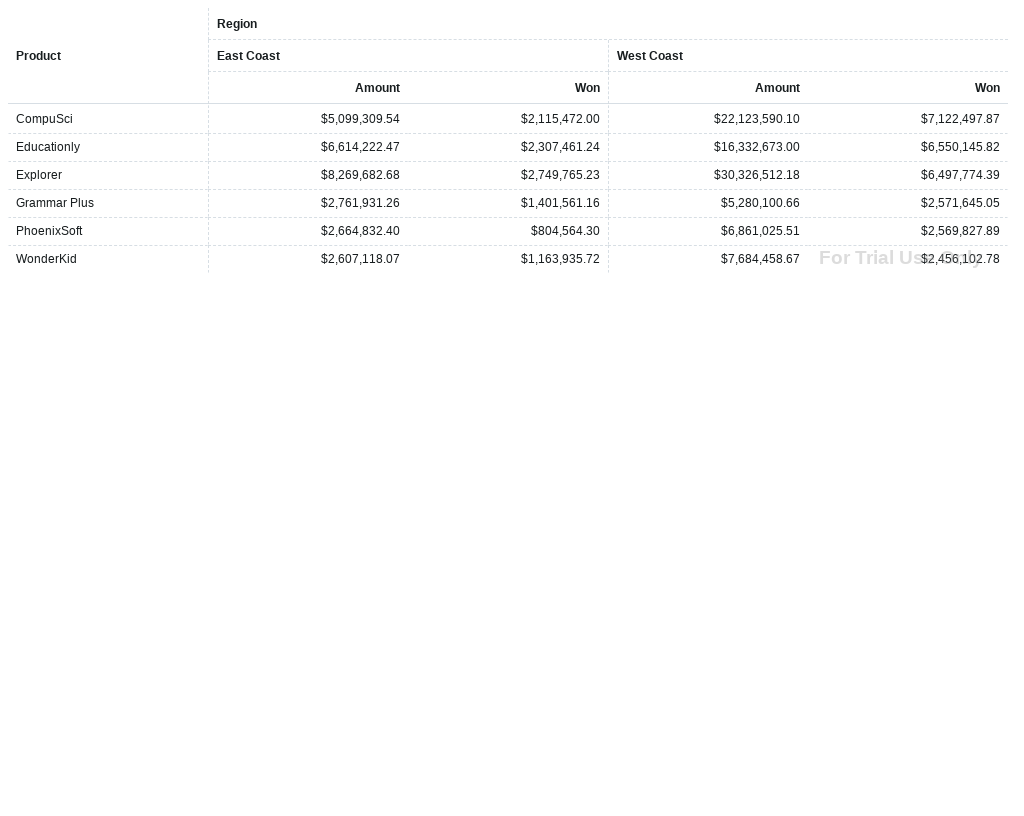 Region
Product East Coast West Coast
Amount Won Amount Won
CompuSci $5,099,309.54 $2,115,472.00 $22,123,590.10 $7,122,497.87
Educationly $6,614,222.47 $2,307,461.24 $16,332,673.00 $6,550,145.82
Explorer $8,269,682.68 $2,749,765.23 $30,326,512.18 $6,497,774.39
Grammar Plus $2,761,931.26 $1,401,561.16 $5,280,100.66 $2,571,645.05
PhoenixSoft $2,664,832.40 $804,564.30 $6,861,025.51 $2,569,827.89
WonderKid $2,607,118.07 $1,163,935.72 $7,684,458.67 $2,456,102.78
For Trial Use Only